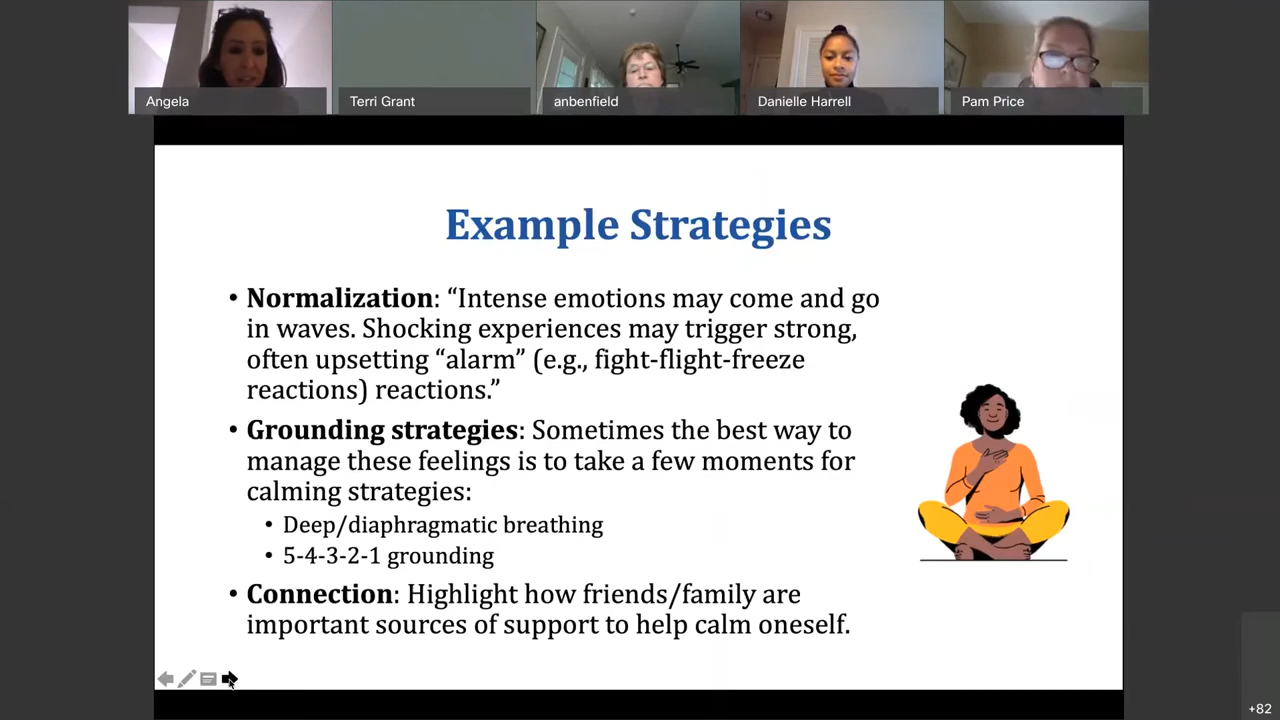 Angela
Terri Grant
anbenfield
Danielle Harrell
Pam Price
Example Strategies
• Normalization: “Intense emotions may come and go
in waves. Shocking experiences may trigger strong,
often upsetting “alarm” (e.g., fight-flight-freeze
reactions) reactions.”
• Grounding strategies: Sometimes the best way to
manage these feelings is to take a few moments for
calming strategies:
• Deep/diaphragmatic breathing
• 5-4-3-2-1 grounding
• Connection: Highlight how friends/family are
important sources of support to help calm oneself.
+82